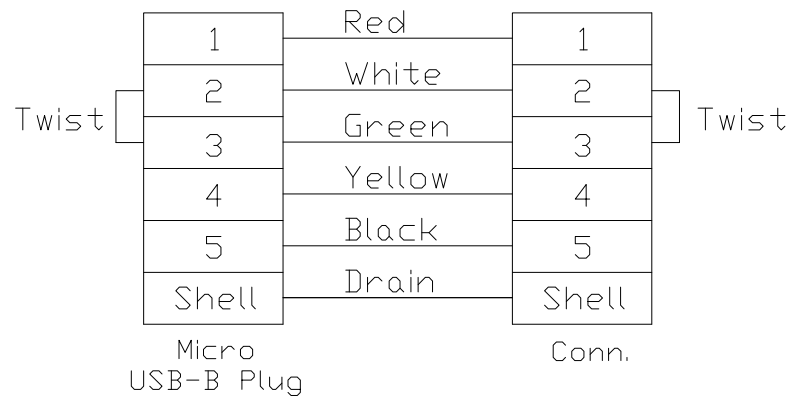 Red
1 1
White
2 2
Twist Twist
Green
3 3
Yellow
4 4
Black
5 5
Drain
Shell Shell
Micro Conn.
USB-B Plug